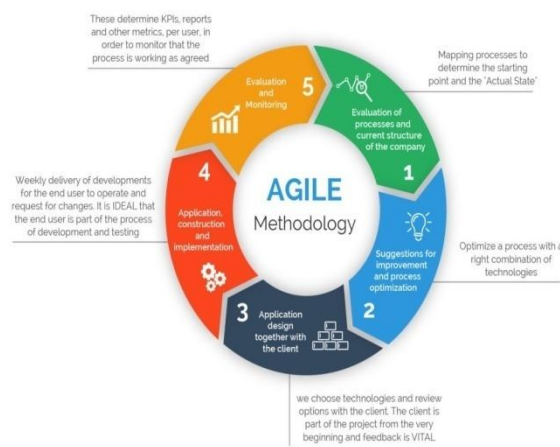 AGILE
Methodology
1
Evaluation of
processes and
current structure
of the company
Mapping processes to
determine the starting
point and the "Actual State"
2
Suggestions for
improvement
and process
optimization
Optimize a process with a
right combination of
technologies
3
Application
design
together with
the client
we choose technologies and review
options with the client. The client is
part of the project from the very
beginning and feedback is VITAL
4
Application,
construction
and
implementation
Weekly delivery of developments
for the end user to operate and
request for changes. It is IDEAL that
the end user is part of the process
of development and testing
5
Evaluation
and
Monitoring
These determine KPIs, reports
and other metrics, per user, in
order to monitor that the
process is working as agreed